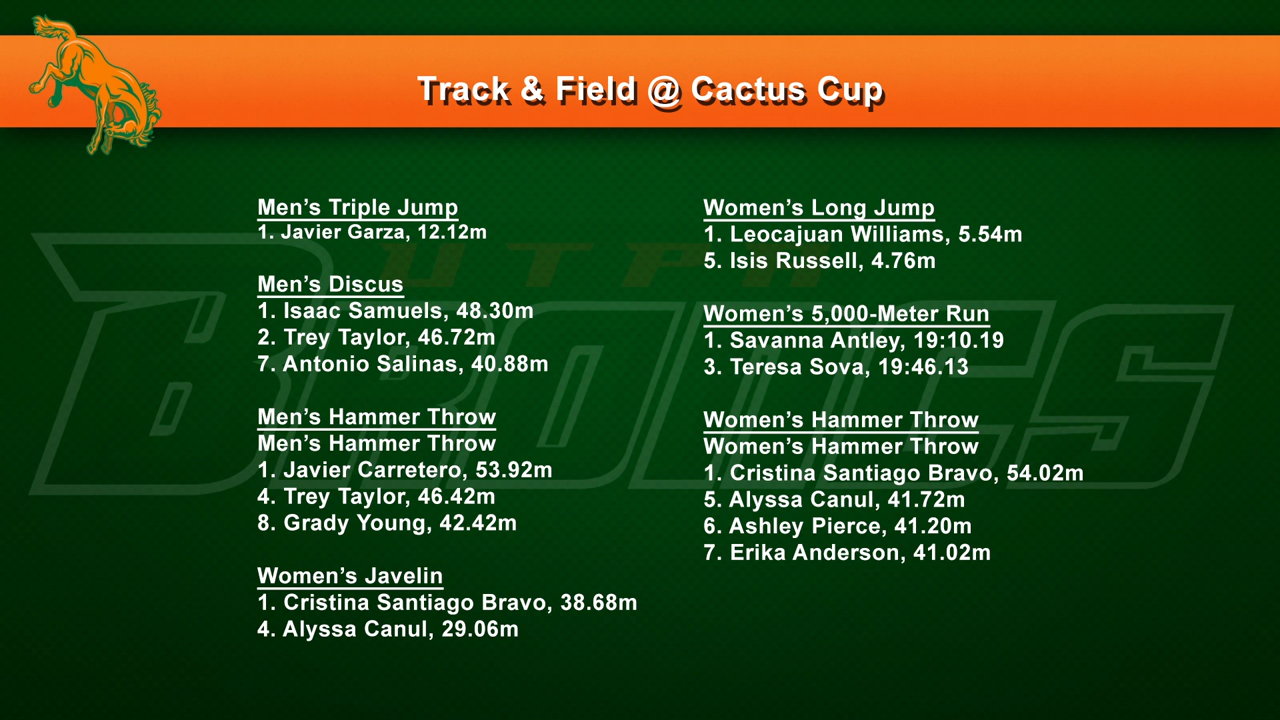 Track & Field @ Cactus Cup
Men’s Triple Jump
1. Javier Garza, 12.12m
Men’s Discus
1. Isaac Samuels, 48.30m
2. Trey Taylor, 46.72m
7. Antonio Salinas, 40.88m
Men’s Hammer Throw
Men’s Hammer Throw
1. Javier Carretero, 53.92m
4. Trey Taylor, 46.42m
8. Grady Young, 42.42m
Women’s Javelin
1. Cristina Santiago Bravo, 38.68m
4. Alyssa Canul, 29.06m
Women’s Long Jump
1. Leocajuan Williams, 5.54m
5. Isis Russell, 4.76m
Women’s 5,000-Meter Run
1. Savanna Antley, 19:10.19
3. Teresa Sova, 19:46.13
Women’s Hammer Throw
Women’s Hammer Throw
1. Cristina Santiago Bravo, 54.02m
5. Alyssa Canul, 41.72m
6. Ashley Pierce, 41.20m
7. Erika Anderson, 41.02m
UTPA
BRONCS